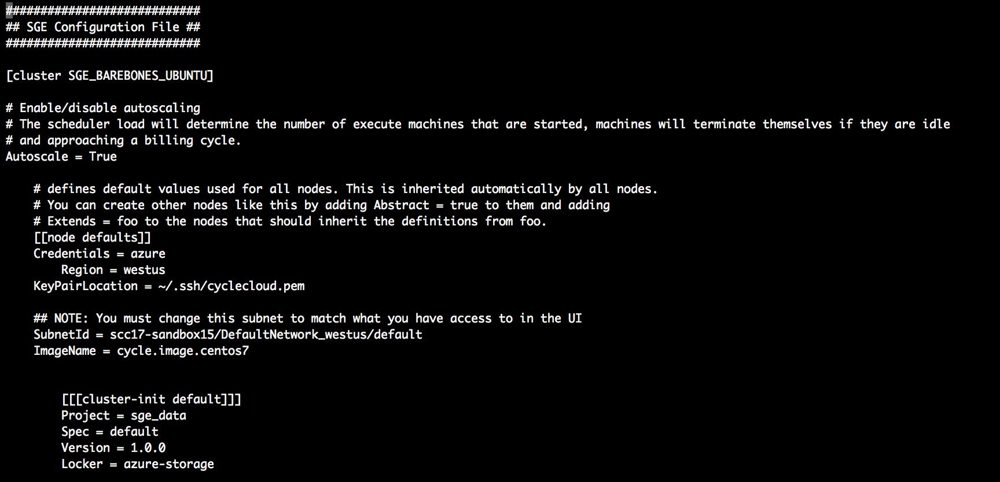 ############################
## SGE Configuration File ##
############################
[cluster SGE_BAREBONES_UBUNTU]
# Enable/disable autoscaling
# The scheduler load will determine the number of execute machines that are started, machines will terminate themselves if they are idle
# and approaching a billing cycle.
Autoscale = True
# defines default values used for all nodes. This is inherited automatically by all nodes.
# You can create other nodes like this by adding Abstract = true to them and adding
# Extends = foo to the nodes that should inherit the definitions from foo.
[[node defaults]]
Credentials = azure
Region = westus
KeyPairLocation = ~/.ssh/cyclecloud.pem
## NOTE: You must change this subnet to match what you have access to in the UI
SubnetId = scc17-sandbox15/DefaultNetwork_westus/default
ImageName = cycle.image.centos7
[[[cluster-init default]]]
Project = sge_data
Spec = default
Version = 1.0.0
Locker = azure-storage